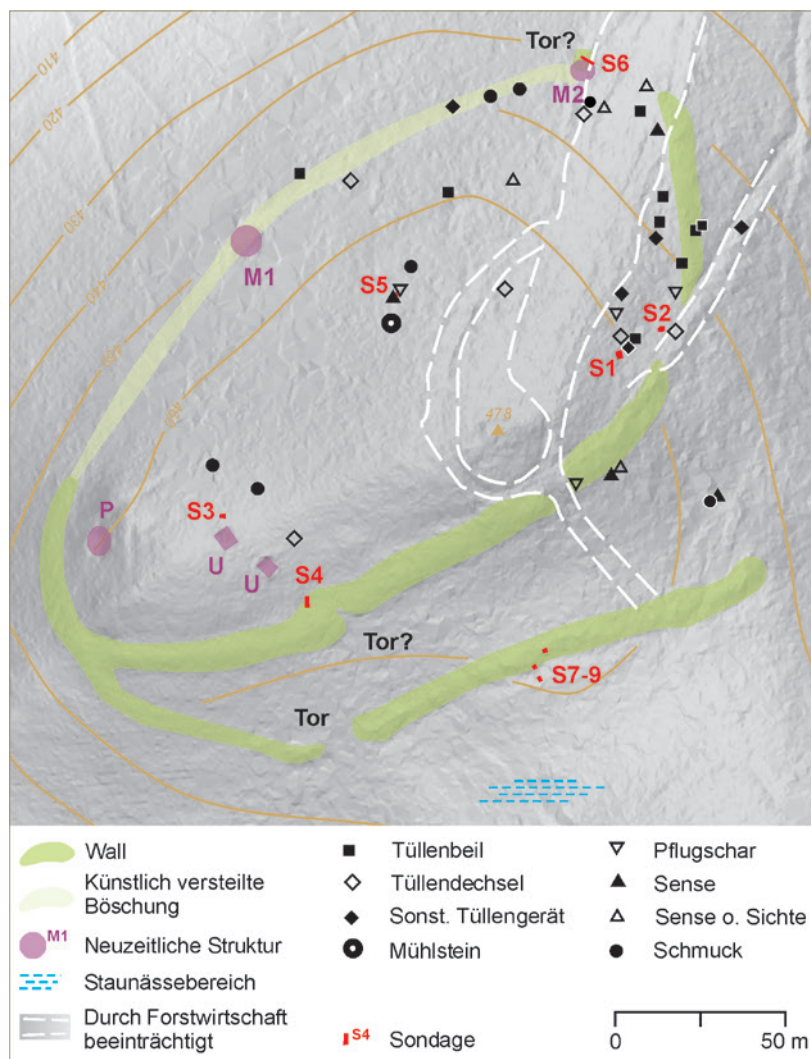 Tor?
S6
M2
410
420
430
M1
440
S5
450
S2
460
S1
478
P
S3
U
U
S4
Tor?
S7-9
Tor
Wall
Künstlich versteilte
Böschung
M1 Neuzeitliche Struktur
Staunässebereich
Durch Forstwirtschaft
beeinträchtigt
Tüllenbeil
Tüllendechsel
Sonst. Tüllengerät
Mühlstein
S4 Sondage
Pflugschar
Sense
Sense o. Sichte
Schmuck
0 50 m